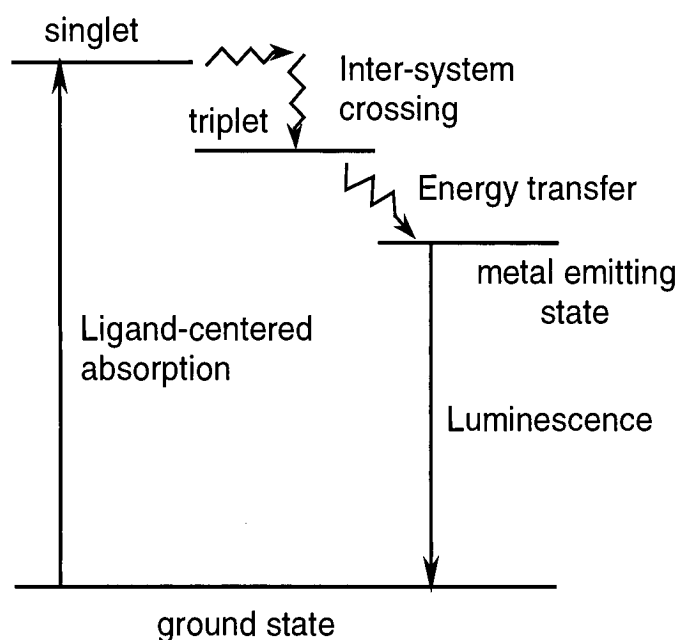 singlet
Inter-system
crossing
triplet
Energy transfer
metal emitting
state
Ligand-centered
absorption
Luminescence
ground state